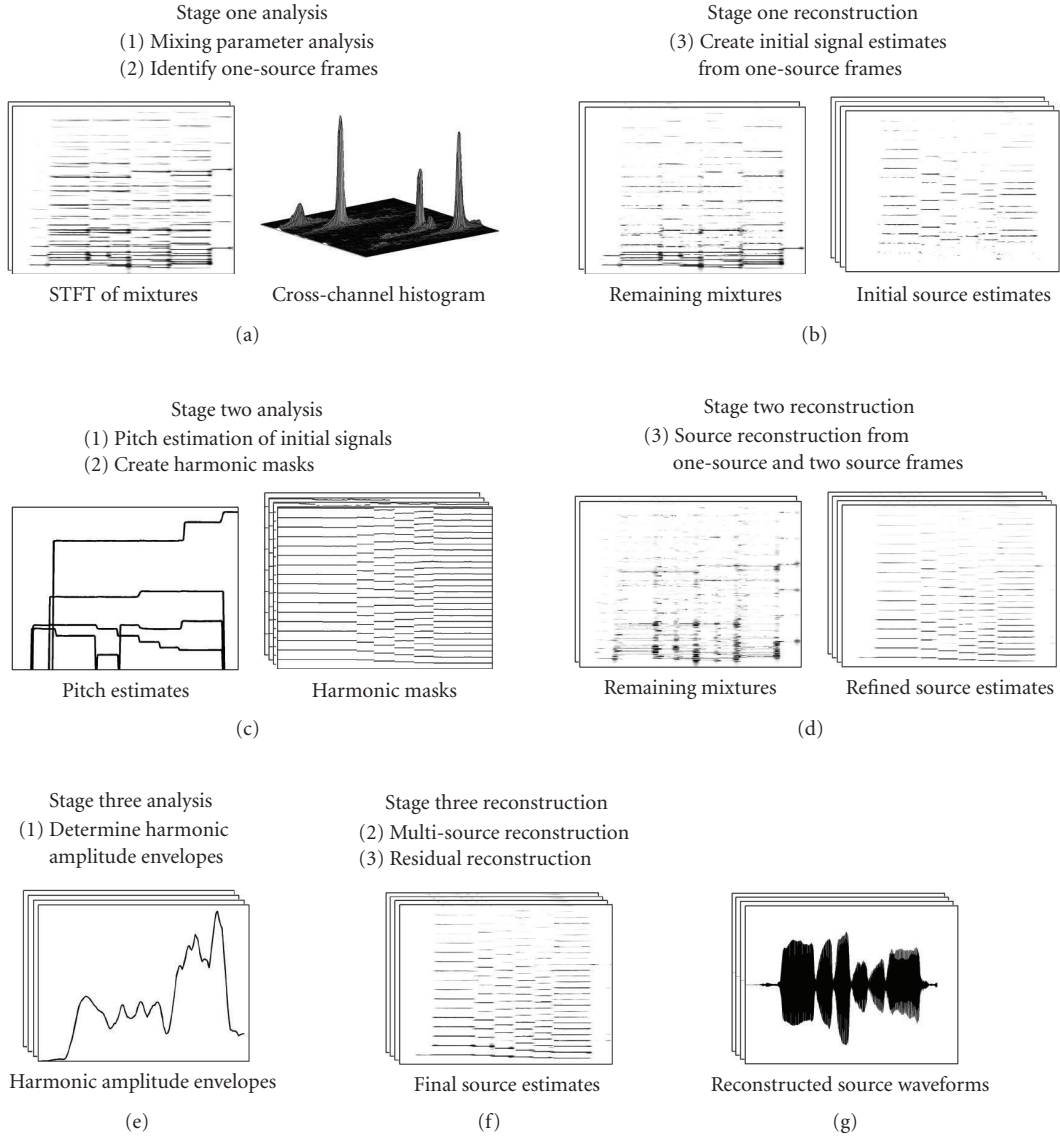 Stage one analysis
(1) Mixing parameter analysis
(2) Identify one-source frames
STFT of mixtures
Cross-channel histogram
(a)
Stage one reconstruction
(3) Create initial signal estimates
from one-source frames
Remaining mixtures
Initial source estimates
(b)
Stage two analysis
(1) Pitch estimation of initial signals
(2) Create harmonic masks
Pitch estimates
Harmonic masks
(c)
Stage two reconstruction
(3) Source reconstruction from
one-source and two source frames
Remaining mixtures
Refined source estimates
(d)
Stage three analysis
(1) Determine harmonic
amplitude envelopes
Harmonic amplitude envelopes
(e)
Stage three reconstruction
(2) Multi-source reconstruction
(3) Residual reconstruction
Final source estimates
(f)
Reconstructed source waveforms
(g)